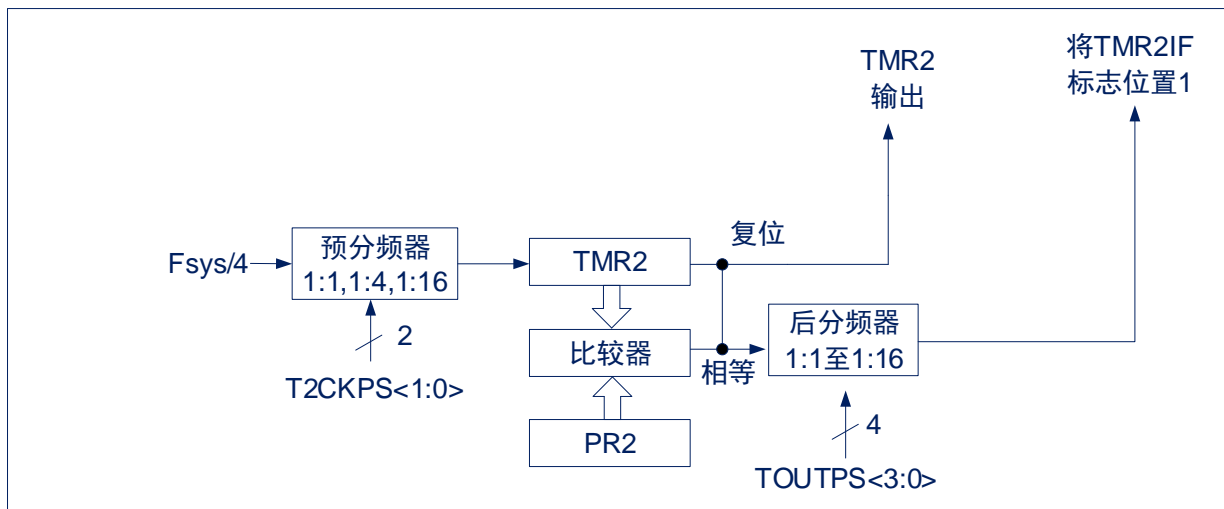 将TMR2IF
标志位置1
TMR2
输出
复位
Fsys/4
预分频器
1:1,1:4,1:16
TMR2
2
比较器
相等
后分频器
1:1至1:16
T2CKPS<1:0>
PR2
4
TOUTPS<3:0>